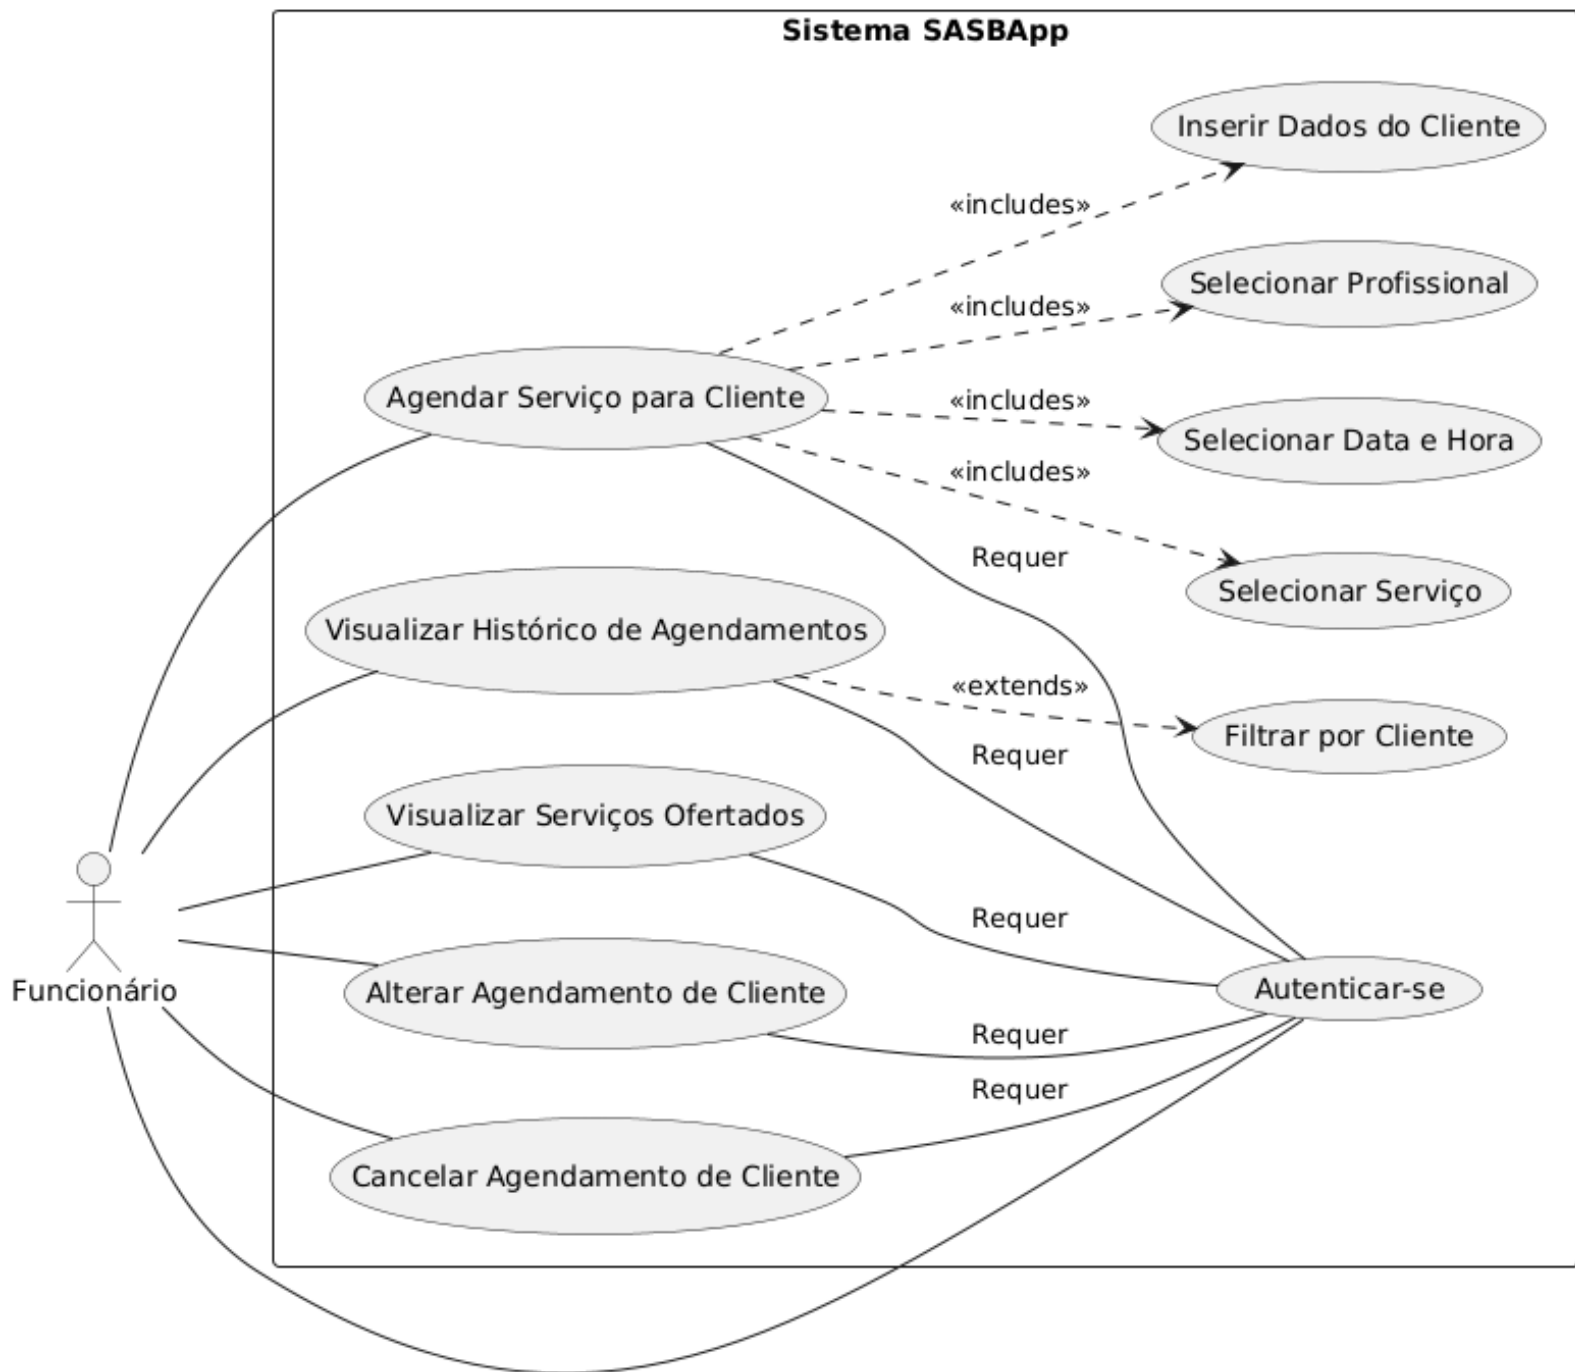 Sistema SASBApp
Inserir Dados do Cliente
«includes»
Selecionar Profissional
«includes»
Agendar Serviço para Cliente
«includes»
Selecionar Data e Hora
«includes»
Requer
Selecionar Serviço
Visualizar Histórico de Agendamentos
«extends»
Filtrar por Cliente
Requer
Visualizar Serviços Ofertados
Requer
Funcionário
Alterar Agendamento de Cliente
Autenticar-se
Requer
Requer
Cancelar Agendamento de Cliente